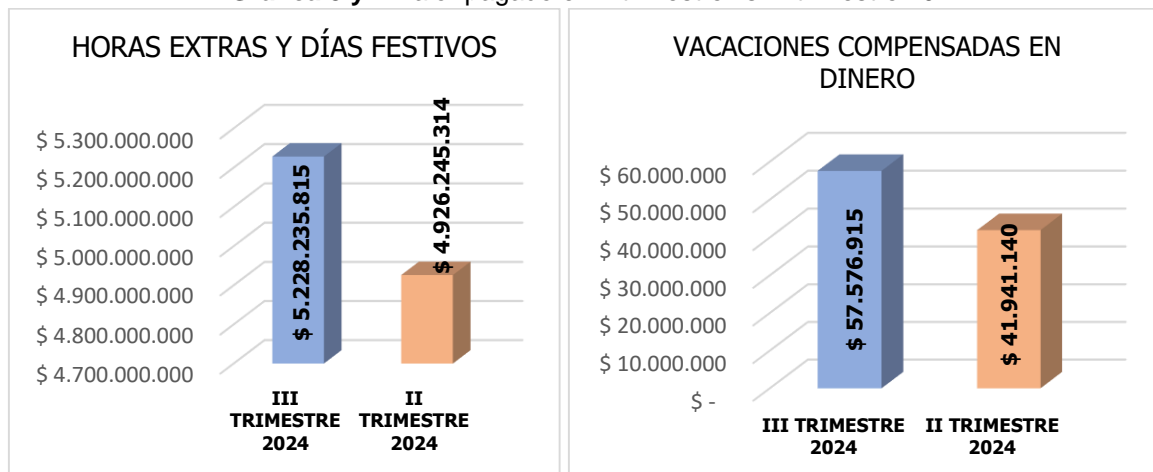 HORAS EXTRAS Y DÍAS FESTIVOS
$ 5.300.000.000
$ 5.200.000.000
$ 5.100.000.000
$ 5.000.000.000
$ 4.900.000.000
$ 4.800.000.000
$ 4.700.000.000
$ 5.228.235.815
$ 4.926.245.314
III
TRIMESTRE
2024
II
TRIMESTRE
2024
VACACIONES COMPENSADAS EN
DINERO
$ 60.000.000
$ 50.000.000
$ 40.000.000
$ 30.000.000
$ 20.000.000
$ 10.000.000
$ -
$ 57.576.915
$ 41.941.140
III TRIMESTRE
2024
II TRIMESTRE
2024